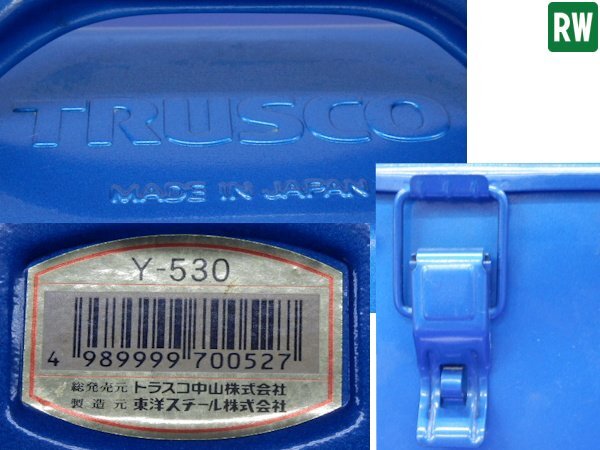 RW
TRUSCO
MADE IN JAPAN
Y-530
4 989999 700527
総発売元 トラスコ中山株式会社
製造元 東洋スチール株式会社